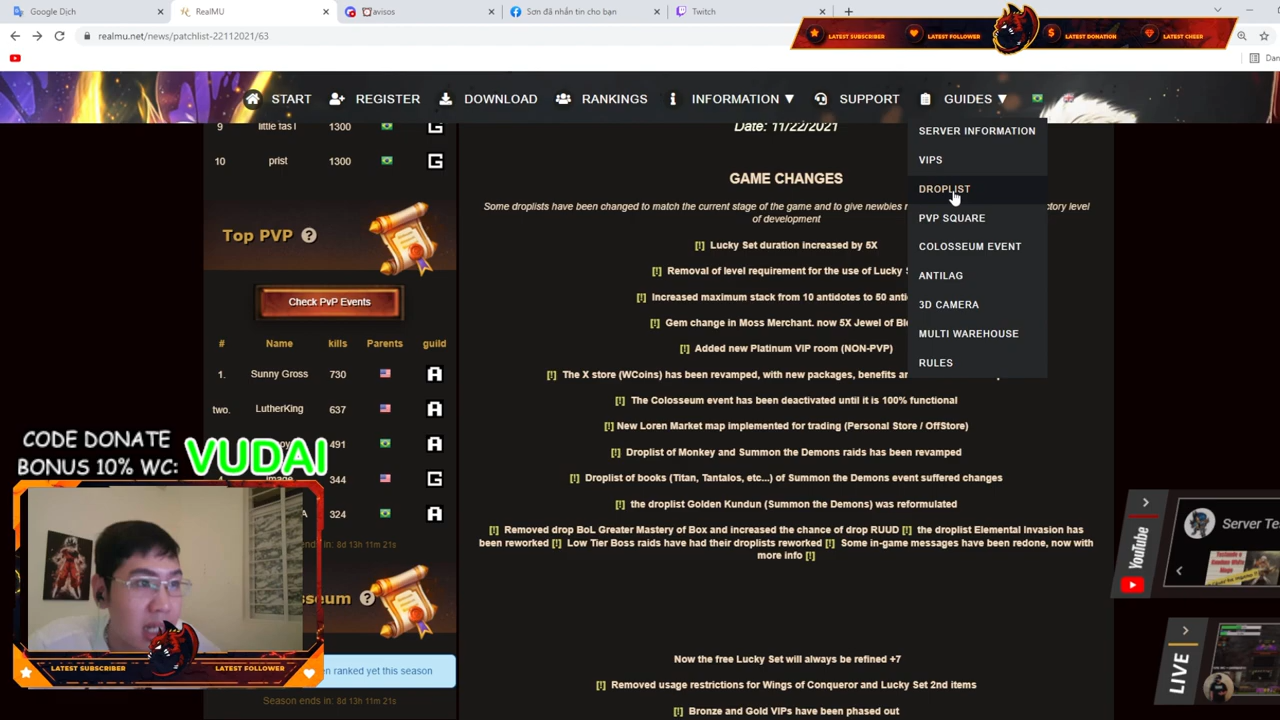 Google Dịch
RealMU
avisos
Sơn đã nhắn tin cho bạn
Twitch
realmu.net/news/patchlist-22112021/63
LATEST SUBSCRIBER
LATEST FOLLOWER
LATEST DONATION
LATEST CHEER
Dan
START
REGISTER
DOWNLOAD
RANKINGS
INFORMATION ▼
SUPPORT
GUIDES ▼
SERVER INFORMATION
VIPS
DROPLIST
PVP SQUARE
COLOSSEUM EVENT
ANTILAG
3D CAMERA
MULTI WAREHOUSE
RULES
9 little fas1 1300 G
10 prist 1300 G
Top PVP ?
Check PvP Events
# Name kills Parents guild
1. Sunny Gross 730 A
two. LutherKing 637 A
491 A
344 G
324 A
8d 13h 11m 21s
sseum ?
n ranked yet this season
Season ends in: 8d 13h 11m 21s
Date: 11/22/2021
GAME CHANGES
Some droplists have been changed to match the current stage of the game and to give newbies ctory level
of development
[!] Lucky Set duration increased by 5X
[!] Removal of level requirement for the use of Lucky
[!] Increased maximum stack from 10 antidotes to 50 anti
[!] Gem change in Moss Merchant. now 5X Jewel of Bl
[!] Added new Platinum VIP room (NON-PVP)
[!] The X store (WCoins) has been revamped, with new packages, benefits a
[!] The Colosseum event has been deactivated until it is 100% functional
[!] New Loren Market map implemented for trading (Personal Store / OffStore)
[!] Droplist of Monkey and Summon the Demons raids has been revamped
[!] Droplist of books (Titan, Tantalos, etc...) of Summon the Demons event suffered changes
[!] the droplist Golden Kundun (Summon the Demons) was reformulated
[!] Removed drop BoL Greater Mastery of Box and increased the chance of drop RUUD [!] the droplist Elemental Invasion has
been reworked [!] Low Tier Boss raids have had their droplists reworked [!] Some in-game messages have been redone, now with
more info [!]
Now the free Lucky Set will always be refined +7
[!] Removed usage restrictions for Wings of Conqueror and Lucky Set 2nd items
[!] Bronze and Gold VIPs have been phased out
CODE DONATE
BONUS 10% WC: VUDAI
LATEST SUBSCRIBER
LATEST FOLLOWER
YouTube
Server Te
LIVE